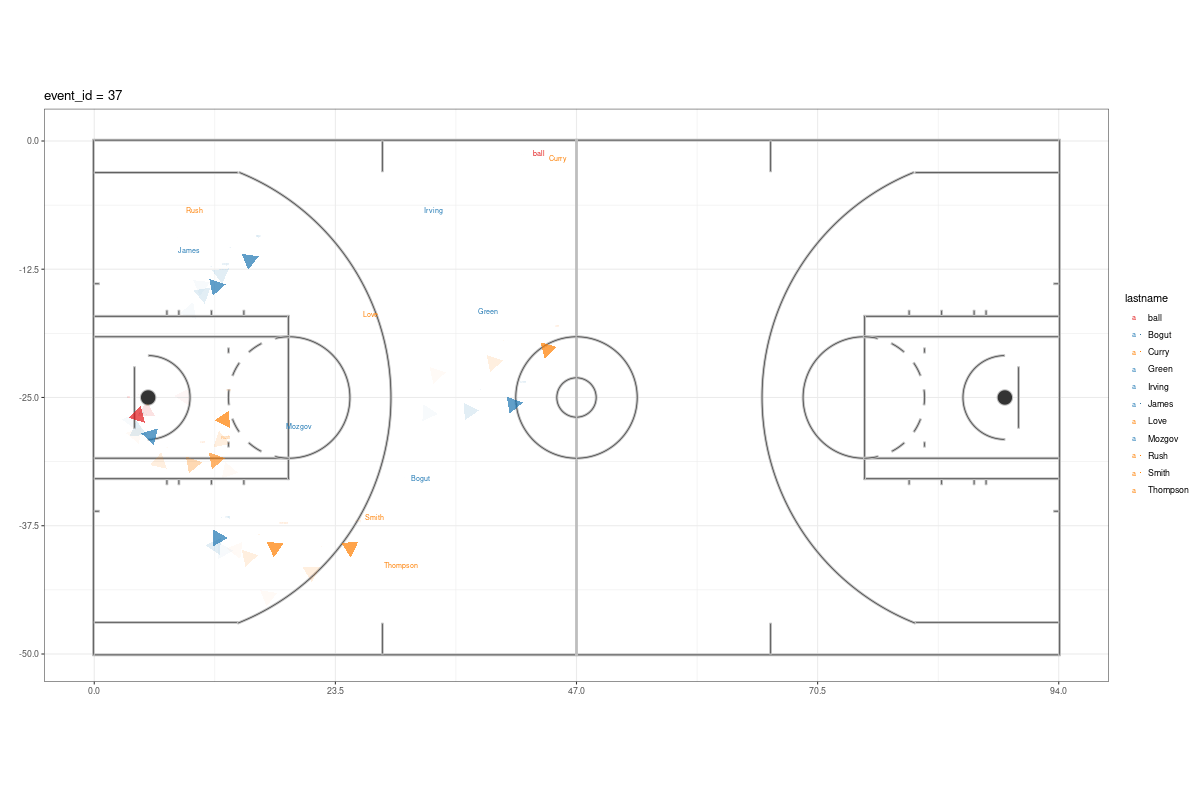 event_id = 37
0.0
ball
Curry
Rush
Irving
James
-12.5
Love
Green
-25.0
Mozgov
Bogut
-37.5
Smith
Thompson
-50.0
0.0
23.5
47.0
70.5
94.0
lastname
a ball
a Bogut
a Curry
a Green
a Irving
a James
a Love
a Mozgov
a Rush
a Smith
a Thompson